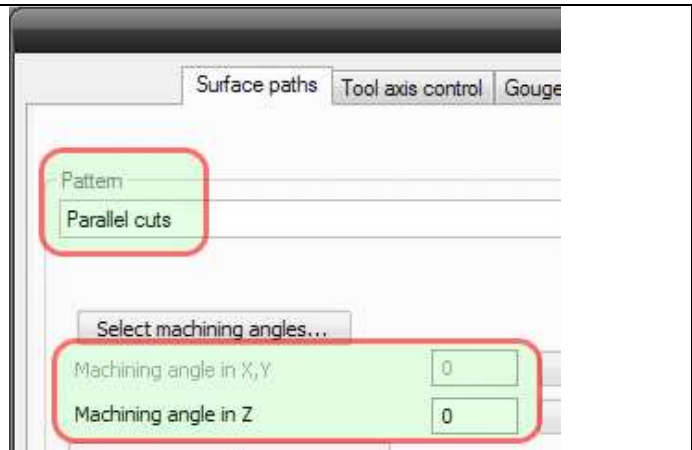 Surface paths Tool axis control Gouge
Pattern
Parallel cuts
Select machining angles...
Machining angle in X,Y 0
Machining angle in Z 0